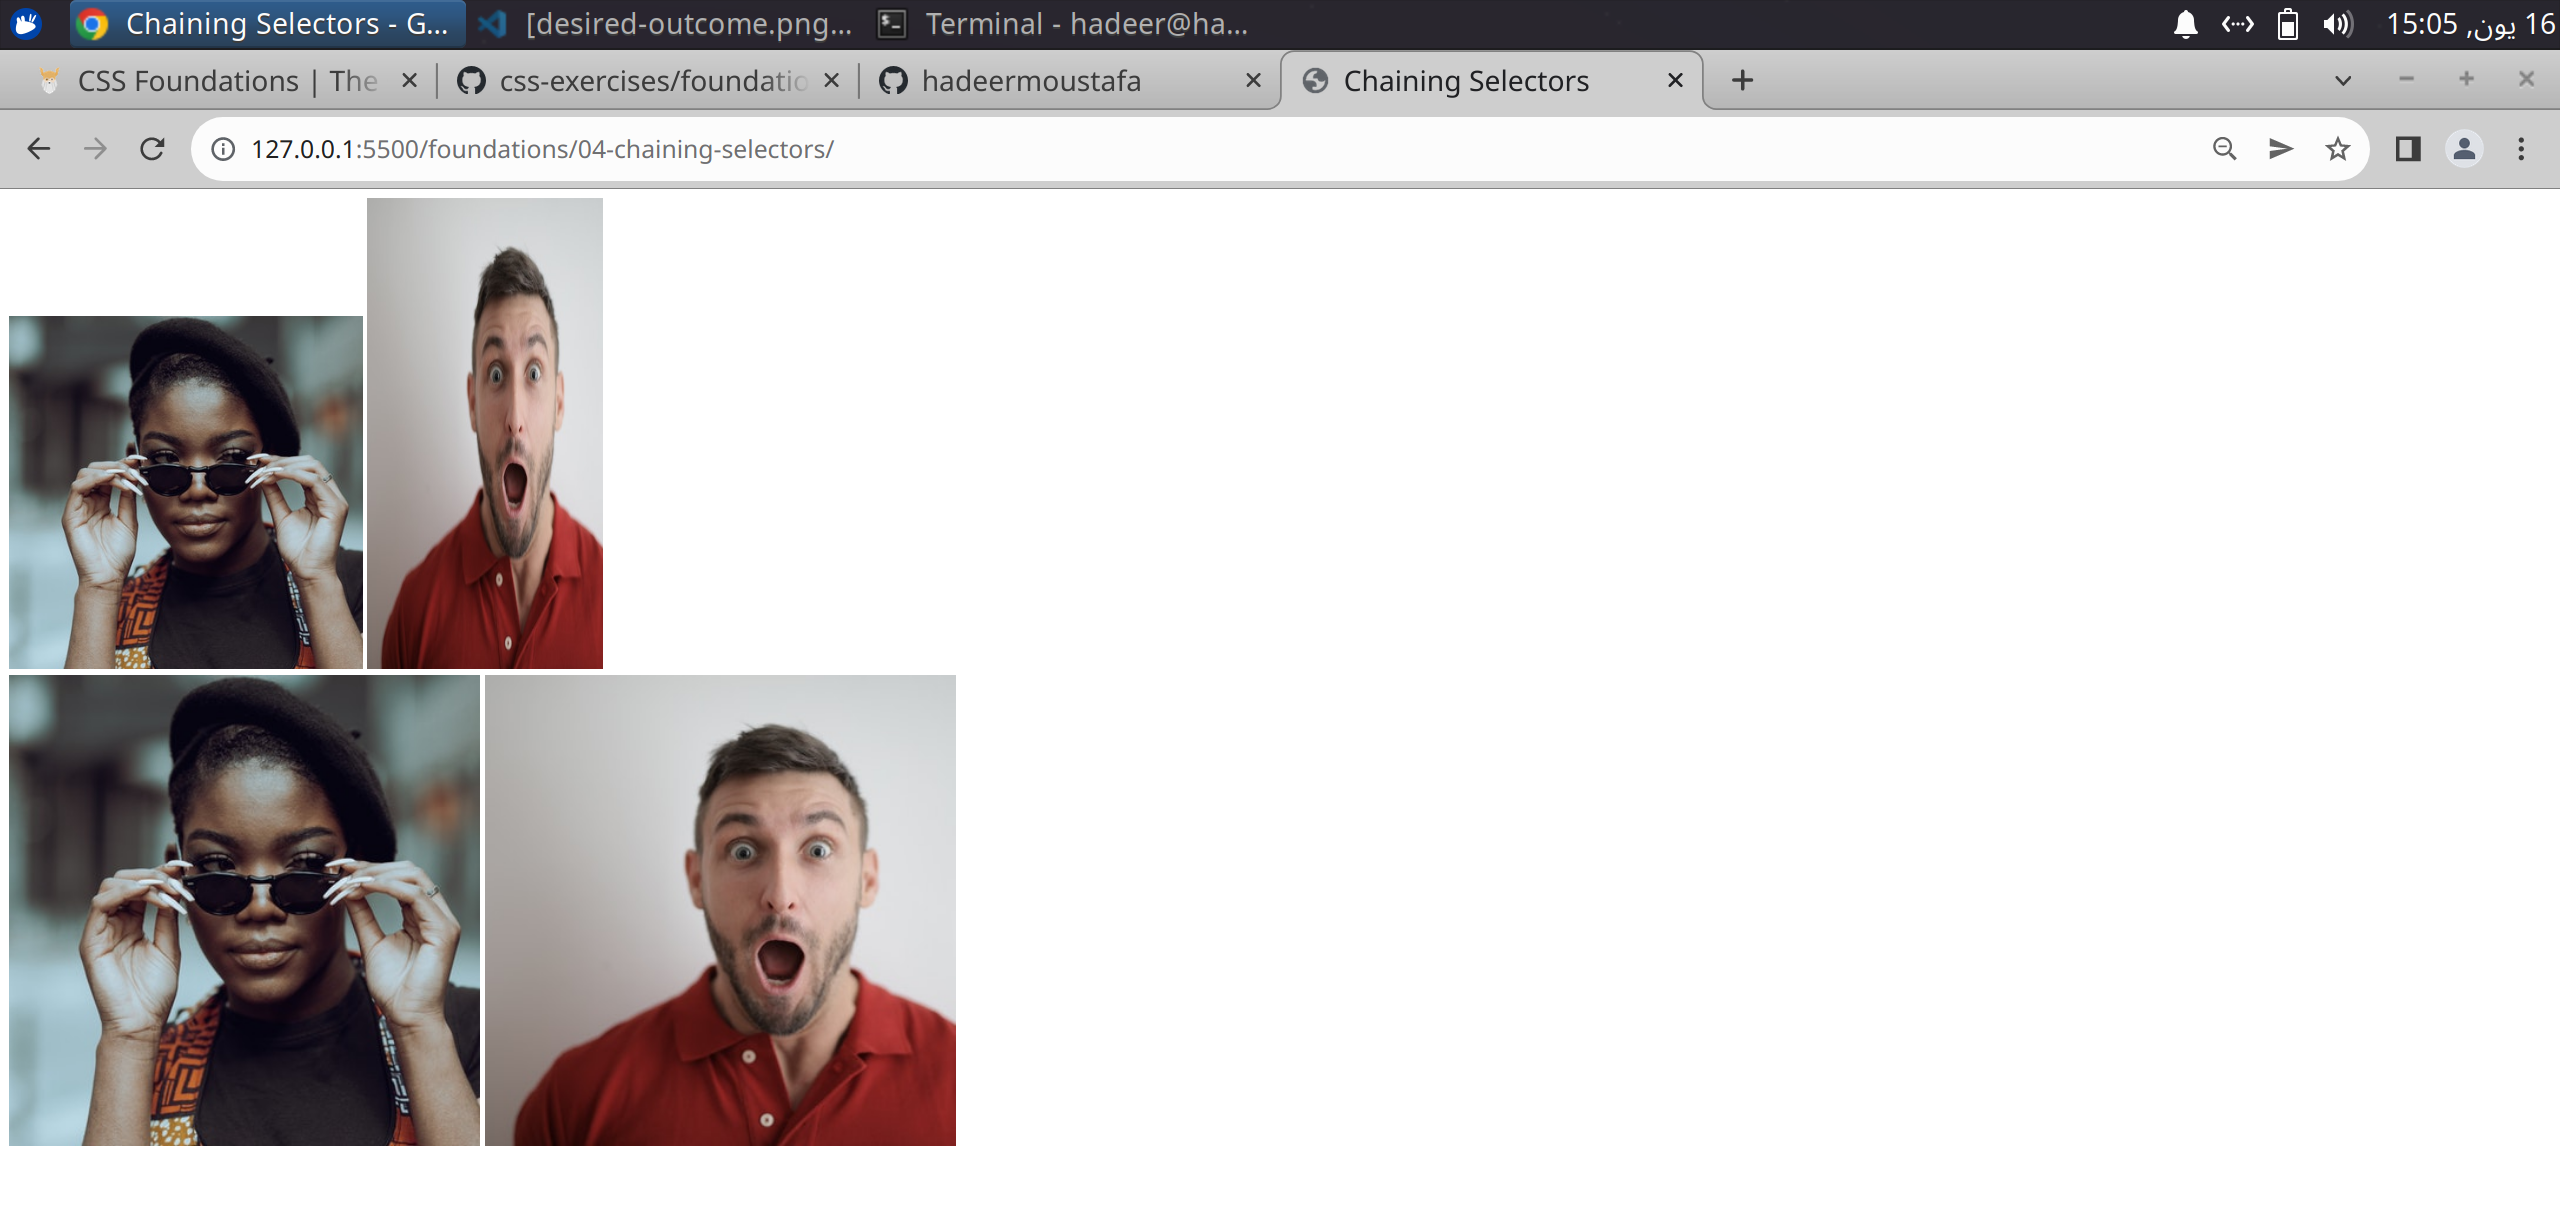 Chaining Selectors - G... [desired-outcome.png... Terminal - hadeer@ha... 16 يون, 15:05
CSS Foundations | The css-exercises/foundatio hadeermoustafa Chaining Selectors
127.0.0.1:5500/foundations/04-chaining-selectors/